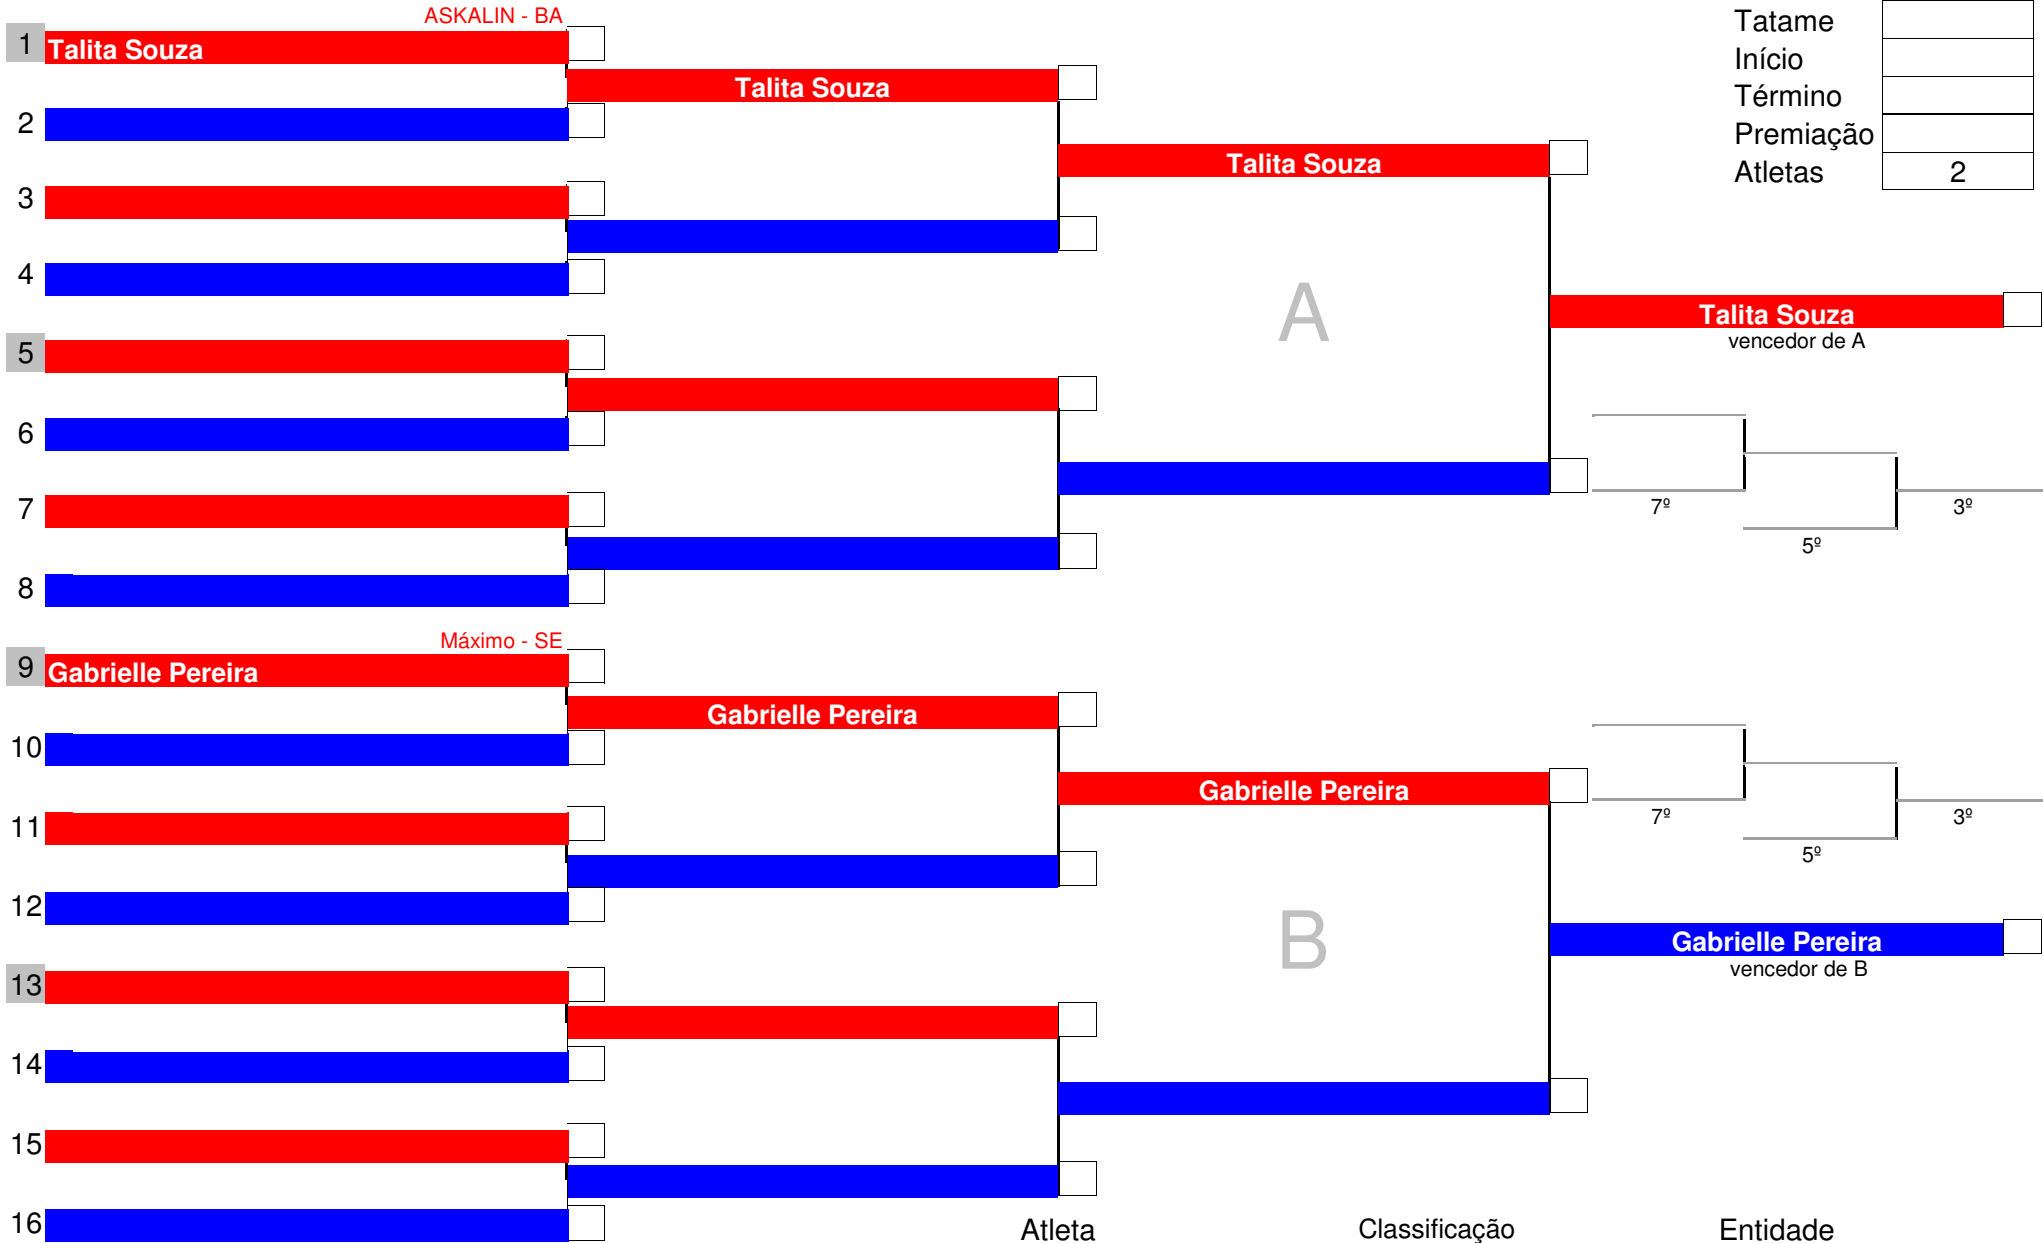 ASKALIN - BA
1 Talita Souza
Talita Souza
2
Talita Souza
3
4
A
Talita Souza
vencedor de A
5
6
7
8
7º
5º
3º
Máximo - SE
9 Gabrielle Pereira
Gabrielle Pereira
10
Gabrielle Pereira
11
12
7º
5º
3º
B
Gabrielle Pereira
vencedor de B
13
14
15
16
Tatame
Início
Término
Premiação
Atletas 2
Atleta Classificação Entidade